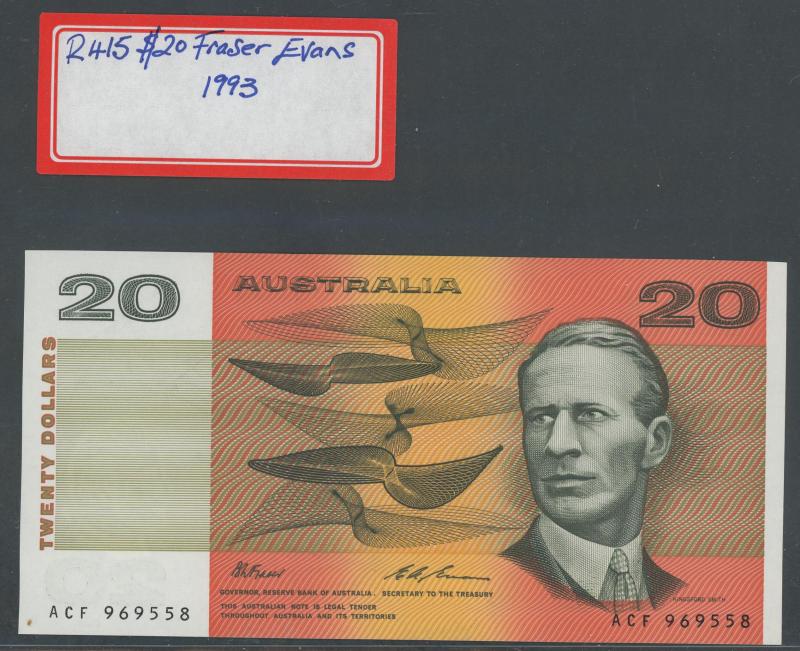 R415 $20 Fraser Evans
1993
20 AUSTRALIA 20
TWENTY DOLLARS
GOVERNOR, RESERVE BANK OF AUSTRALIA. SECRETARY TO THE TREASURY
THIS AUSTRALIAN NOTE IS LEGAL TENDER
THROUGHOUT AUSTRALIA AND ITS TERRITORIES
KINGSFORD SMITH
ACF 969558
ACF 969558